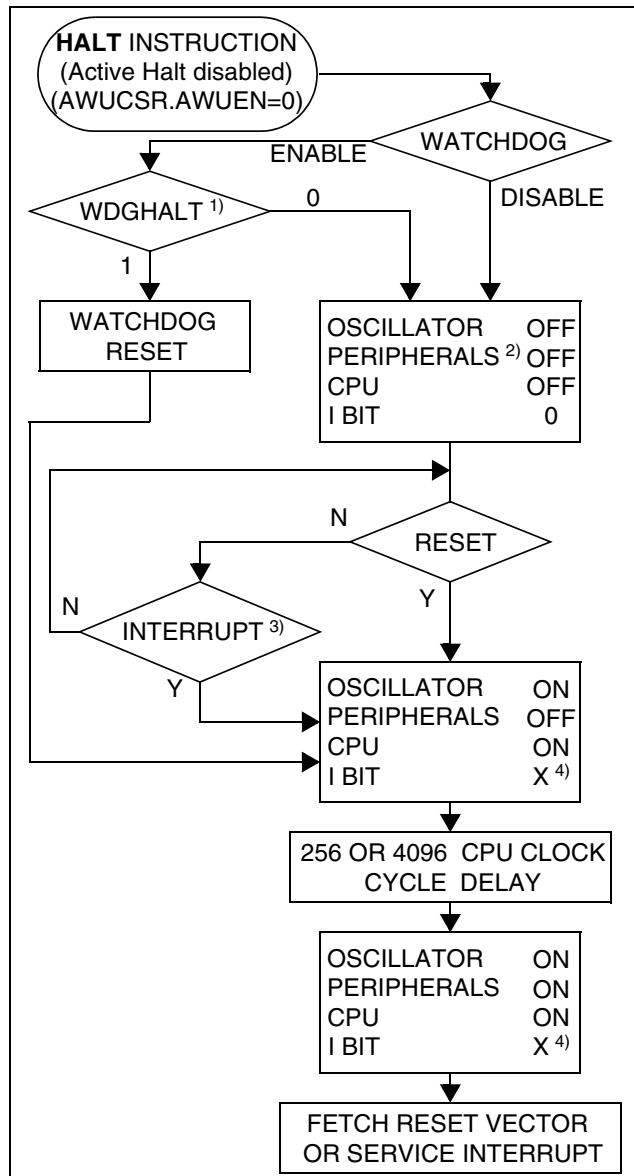 HALT INSTRUCTION
(Active Halt disabled)
(AWUCSR.AWUEN=0)
WATCHDOG
ENABLE
DISABLE
WDGHALT 1)
0
1
WATCHDOG
RESET
OSCILLATOR OFF
PERIPHERALS 2) OFF
CPU OFF
I BIT 0
N
RESET
Y
N
INTERRUPT 3)
Y
OSCILLATOR ON
PERIPHERALS OFF
CPU ON
I BIT X 4)
256 OR 4096 CPU CLOCK
CYCLE DELAY
OSCILLATOR ON
PERIPHERALS ON
CPU ON
I BIT X 4)
FETCH RESET VECTOR
OR SERVICE INTERRUPT